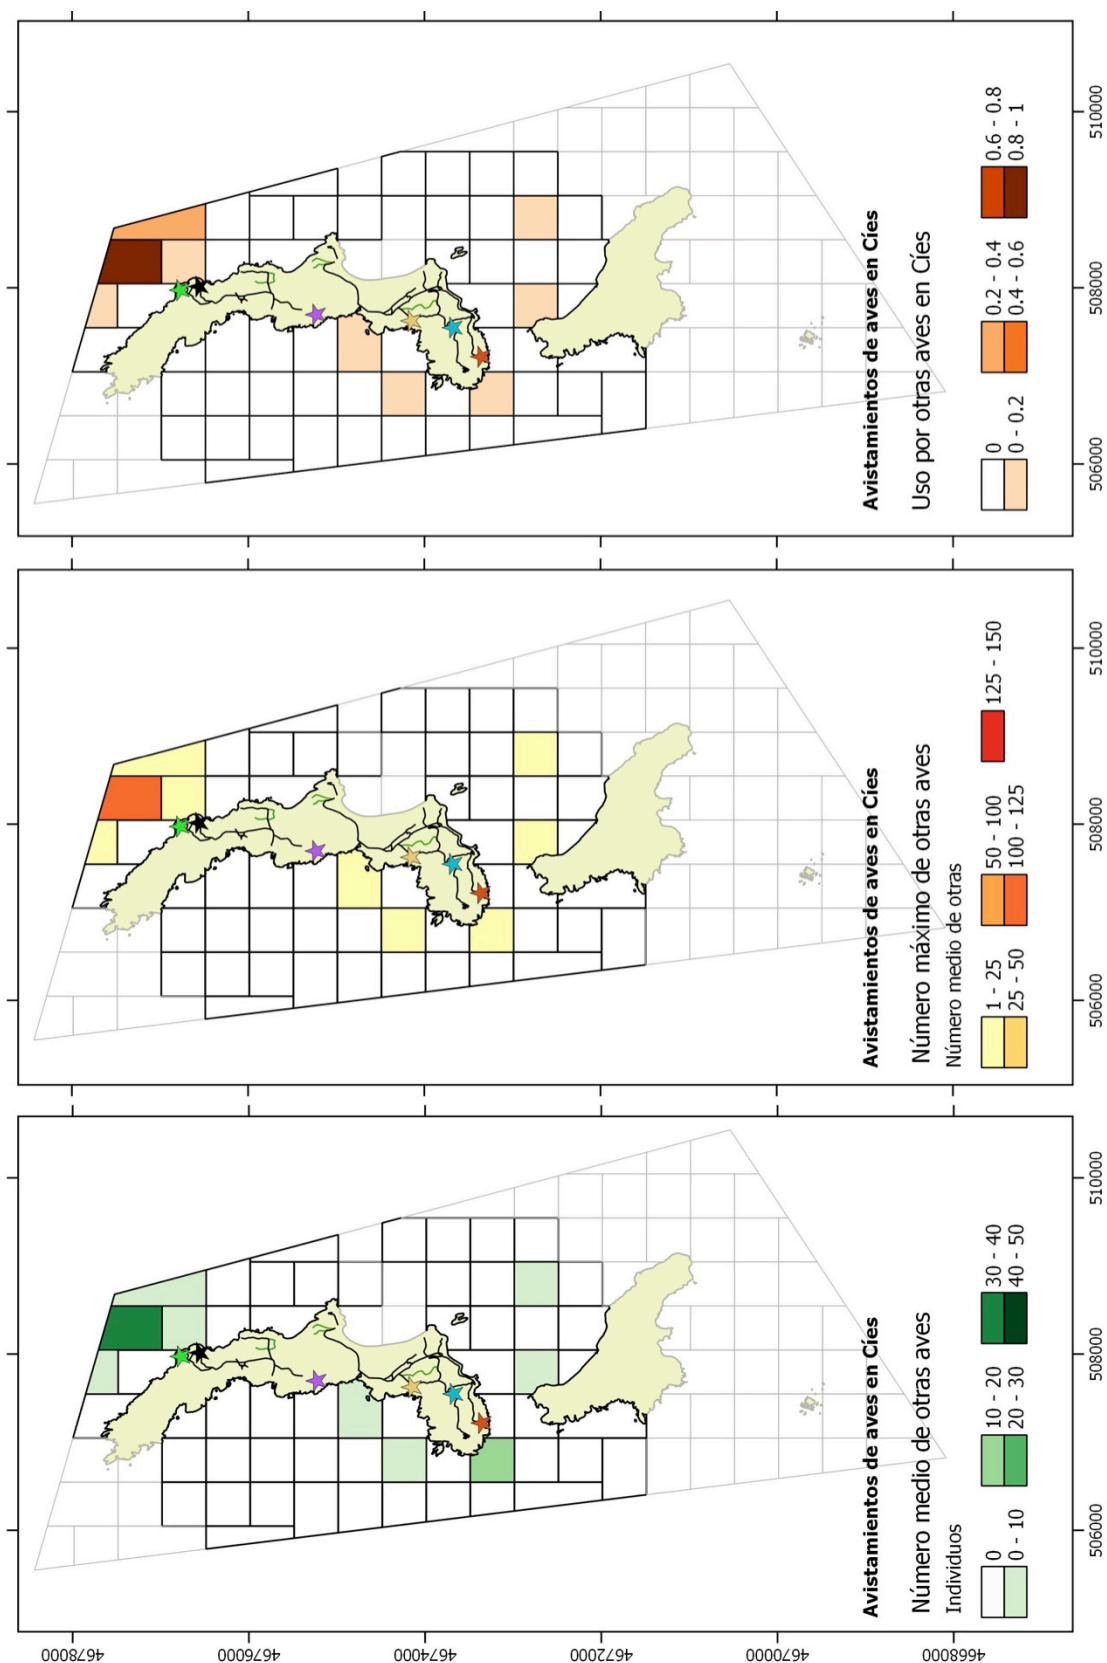 4678000
4676000
4674000
4672000
4670000
4668000
Avistamientos de aves en Cíes
Número medio de otras aves
Individuos
0
0 - 10
10 - 20
20 - 30
30 - 40
40 - 50
506000
508000
510000
Avistamientos de aves en Cíes
Número máximo de otras aves
Número medio de otras
1 - 25
25 - 50
50 - 100
100 - 125
125 - 150
506000
508000
510000
Avistamientos de aves en Cíes
Uso por otras aves en Cíes
0
0 - 0.2
0.2 - 0.4
0.4 - 0.6
0.6 - 0.8
0.8 - 1
506000
508000
510000